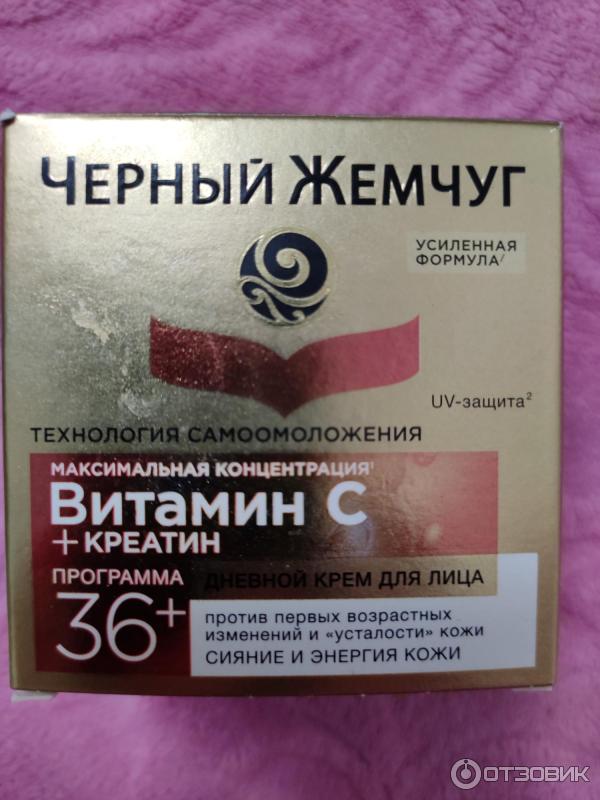 ЧЕРНЫЙ ЖЕМЧУГ
УСИЛЕННАЯ
ФОРМУЛА/
UV-защита²
ТЕХНОЛОГИЯ САМООМОЛОЖЕНИЯ
МАКСИМАЛЬНАЯ КОНЦЕНТРАЦИЯ¹
Витамин С
+ КРЕАТИН
ПРОГРАММА
36+
ДНЕВНОЙ КРЕМ ДЛЯ ЛИЦА
против первых возрастных
изменений и «усталости» кожи
СИЯНИЕ И ЭНЕРГИЯ КОЖИ
ОТЗОВИК